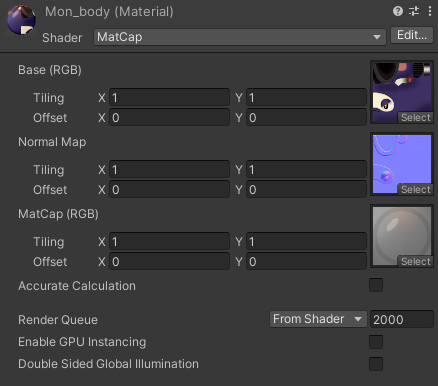 Mon_body (Material)
Shader MatCap Edit...
Base (RGB)
Tiling X 1 Y 1
Offset X 0 Y 0
Select
Normal Map
Tiling X 1 Y 1
Offset X 0 Y 0
Select
MatCap (RGB)
Tiling X 1 Y 1
Offset X 0 Y 0
Select
Accurate Calculation
Render Queue From Shader 2000
Enable GPU Instancing
Double Sided Global Illumination